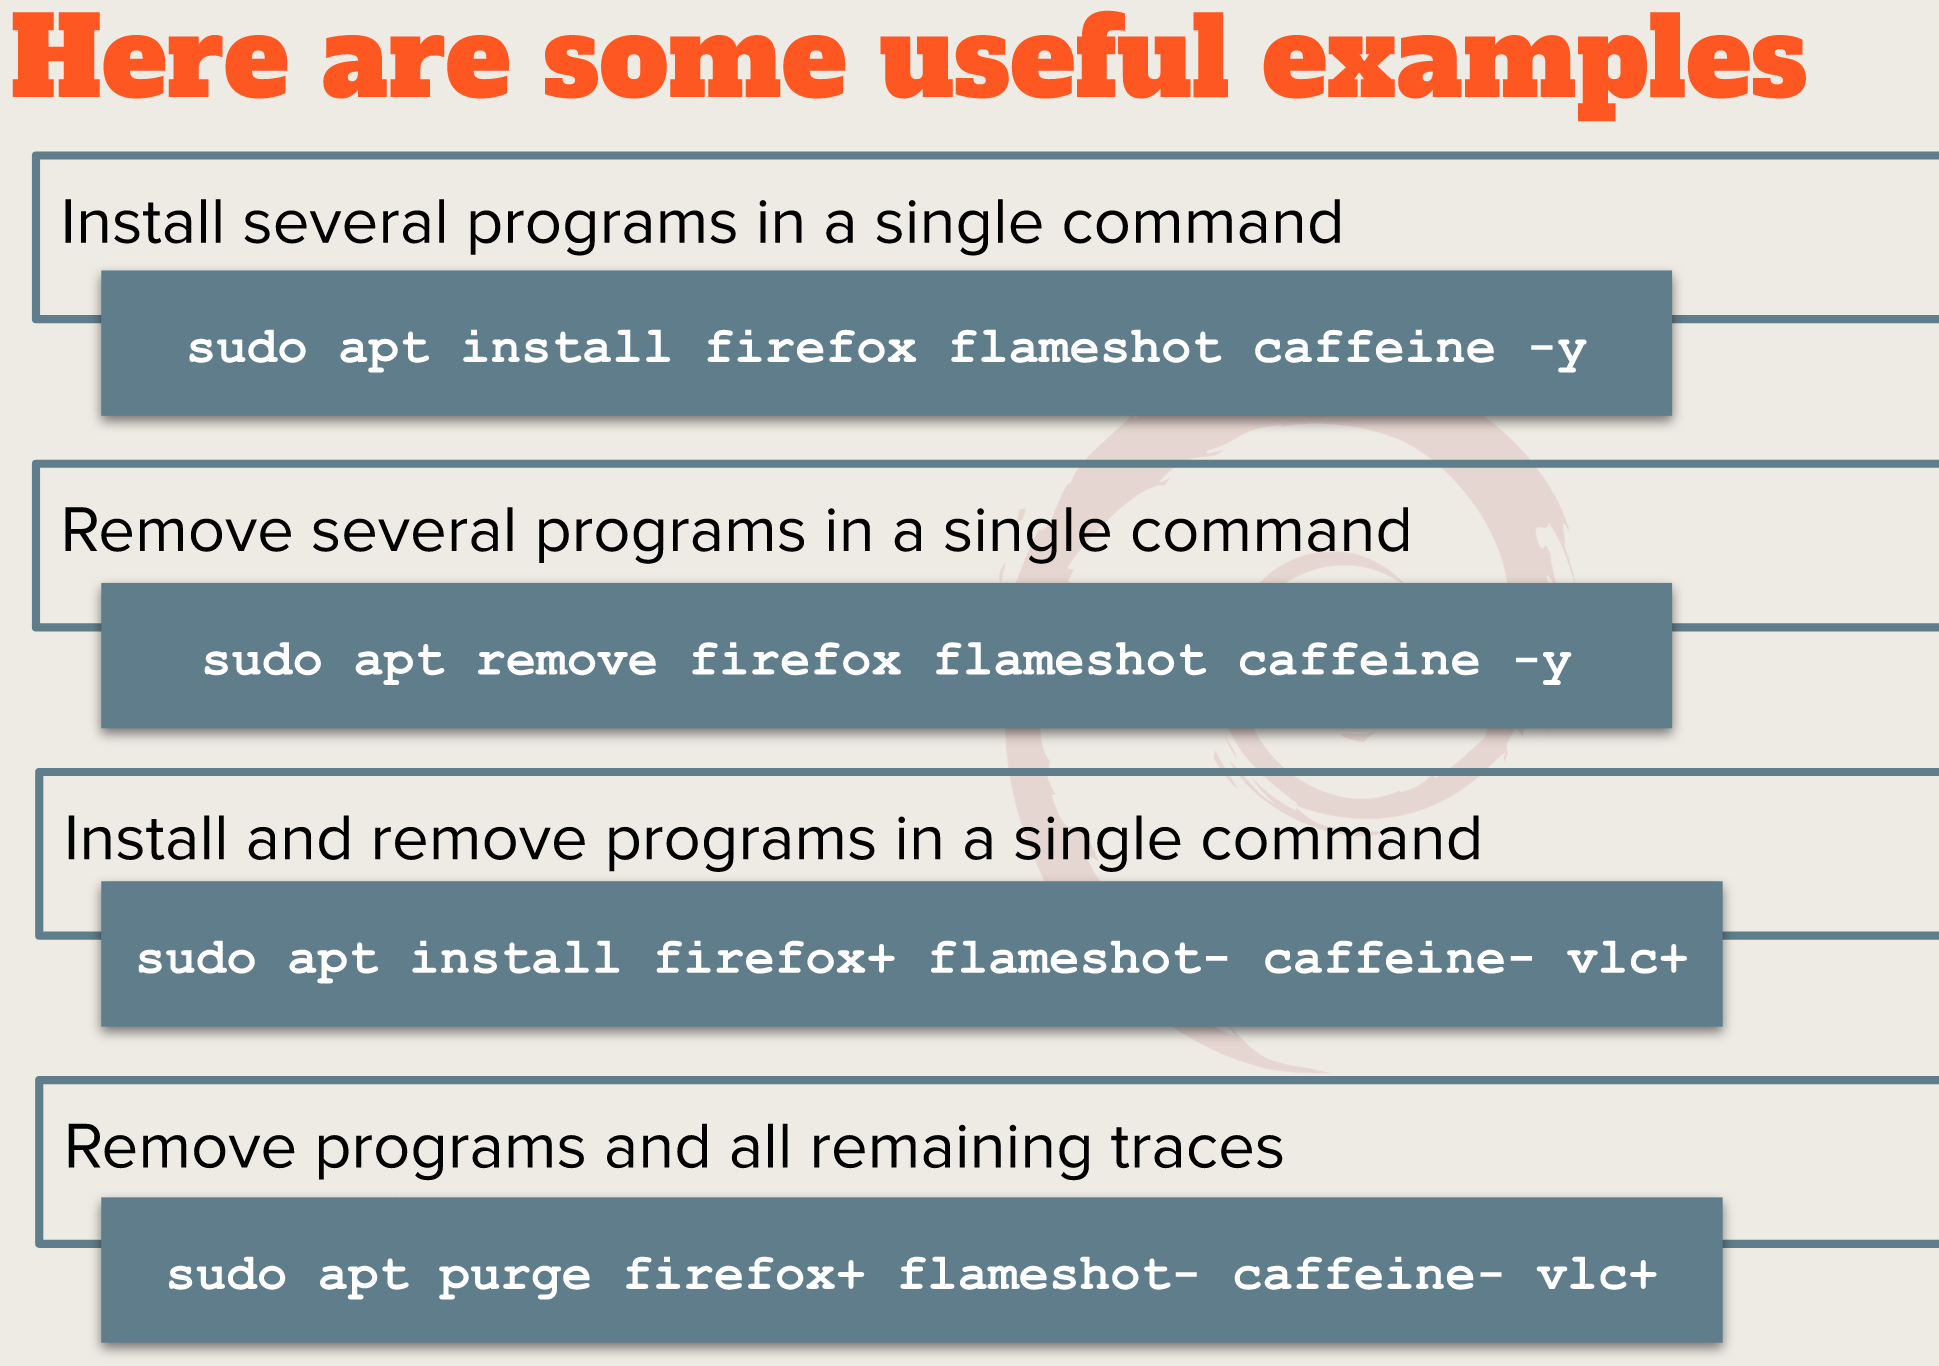 Here are some useful examples
Install several programs in a single command
sudo apt install firefox flameshot caffeine -y
Remove several programs in a single command
sudo apt remove firefox flameshot caffeine -y
Install and remove programs in a single command
sudo apt install firefox+ flameshot- caffeine- vlc+
Remove programs and all remaining traces
sudo apt purge firefox+ flameshot- caffeine- vlc+